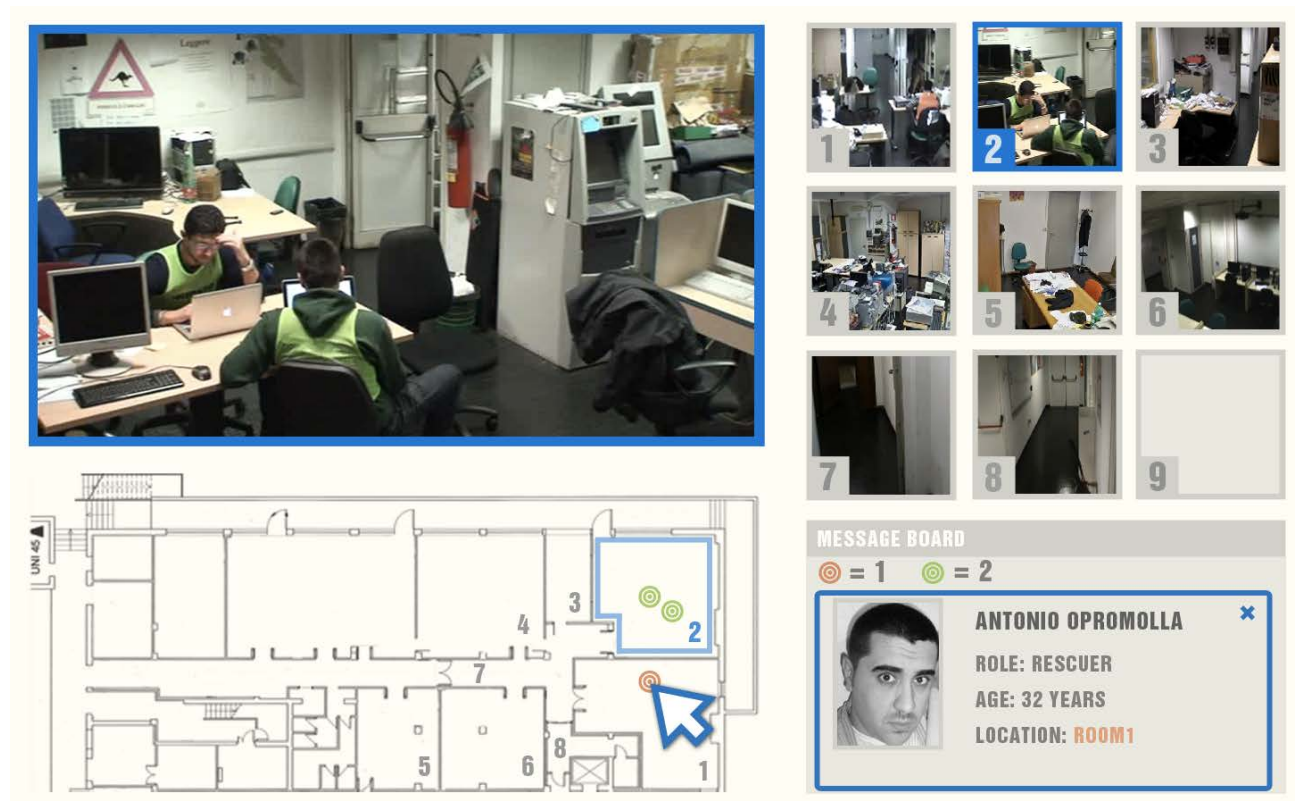 Leggere
1
2
3
4
5
6
7
8
9
UNI 45
3
4
2
7
8
5
6
1
MESSAGE BOARD
= 1 = 2
ANTONIO OPROMOLLA
ROLE: RESCUER
AGE: 32 YEARS
LOCATION: ROOM1